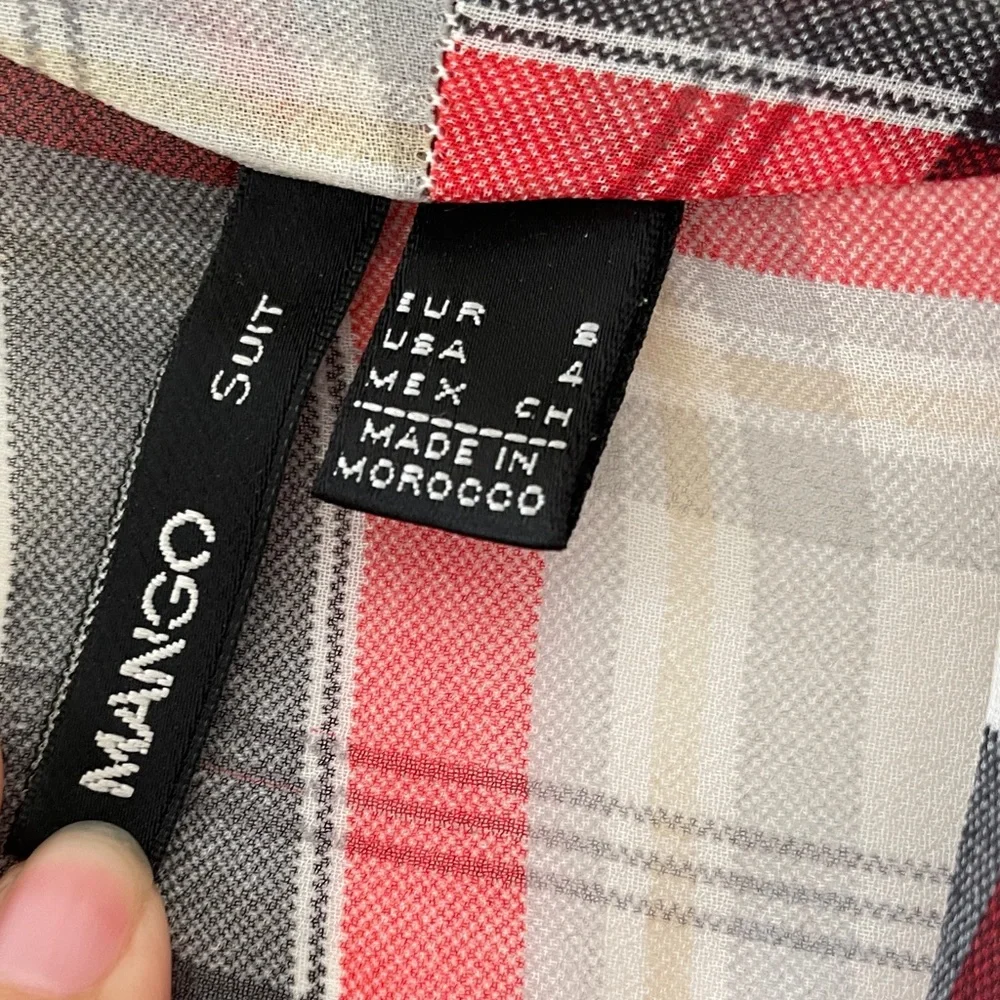 MANGO SUIT
EUR S
USA 4
MEX CH
MADE IN
MOROCCO